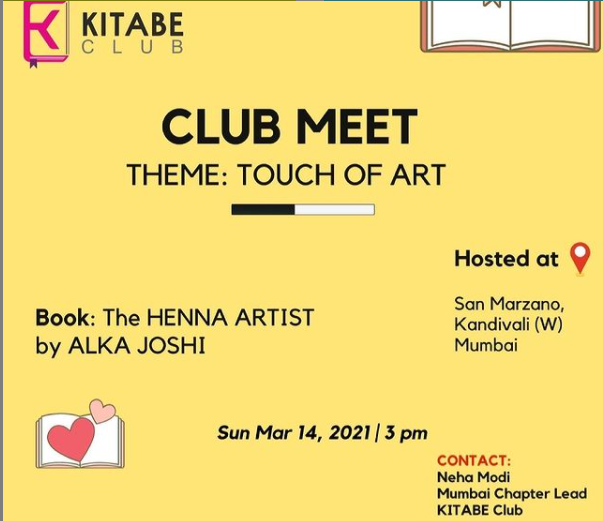 KITABE
CLUB
CLUB MEET
THEME: TOUCH OF ART
Hosted at
San Marzano,
Kandivali (W)
Mumbai
Book: The HENNA ARTIST
by ALKA JOSHI
Sun Mar 14, 2021 | 3 pm
CONTACT:
Neha Modi
Mumbai Chapter Lead
KITABE Club